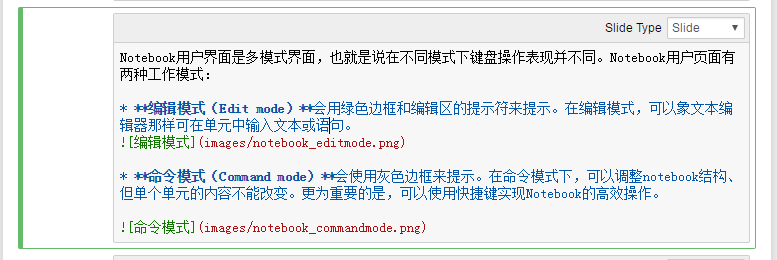 Slide Type Slide
Notebook用户界面是多模式界面，也就是说在不同模式下键盘操作表现并不同。Notebook用户页面有
两种工作模式：
* **编辑模式（Edit mode）**会用绿色边框和编辑区的提示符来提示。在编辑模式，可以象文本编
辑器那样可在单元中输入文本或语句。
![编辑模式](images/notebook_editmode.png)
* **命令模式（Command mode）**会使用灰色边框来提示。在命令模式下，可以调整notebook结构、
但单个单元的内容不能改变。更为重要的是，可以使用快捷键实现Notebook的高效操作。
![命令模式](images/notebook_commandmode.png)